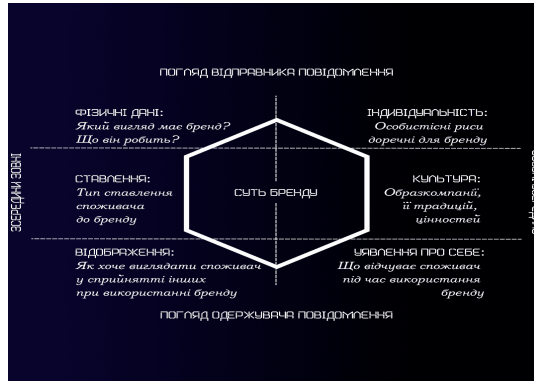 ПОГЛЯД ВІДПРАВНИКА ПОВІДОМЛЕННЯ
ФІЗИЧНІ ДАНІ:
Який вигляд має бренд?
Що він робить?
ІНДИВІДУАЛЬНІСТЬ:
Особистісні риси
доречні для бренду
ЗСЕРЕДИНИ ЗОВНІ
СТАВЛЕННЯ:
Тип ставлення
споживача
до бренду
СУТЬ БРЕНДУ
КУЛЬТУРА:
Образкомпанії,
її традицій,
цінностей
ВІДОБРАЖЕННЯ:
Як хоче виглядати споживач
у сприйнятті інших
при використанні бренду
УЯВЛЕННЯ ПРО СЕБЕ:
Що відчуває споживач
під час використання
бренду
ПОГЛЯД ОДЕРЖУВАЧА ПОВІДОМЛЕННЯ